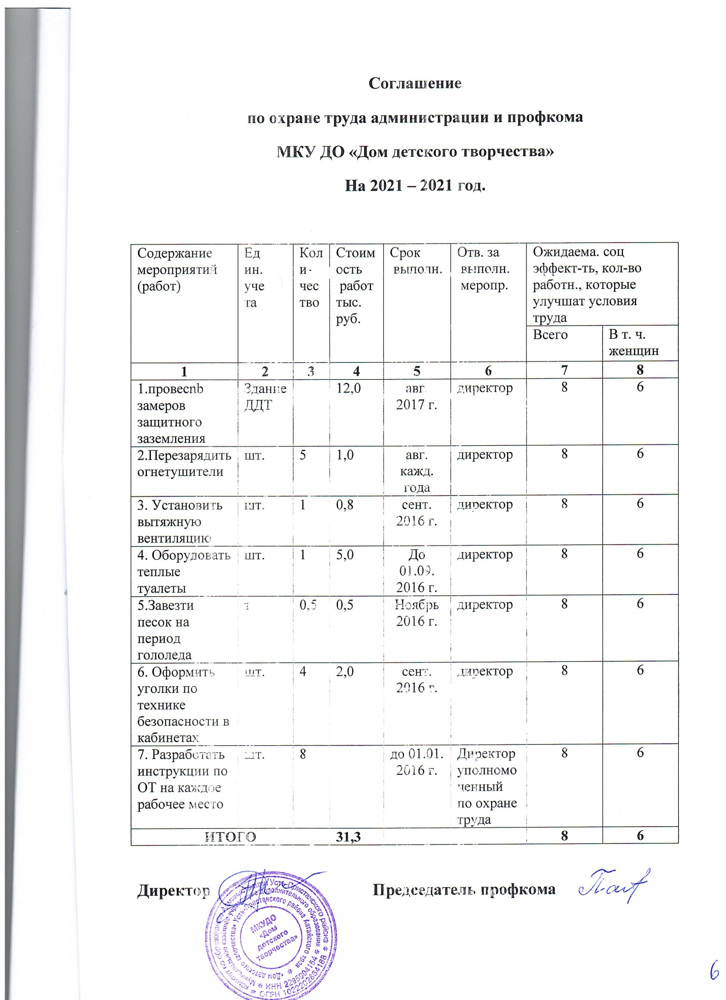 Соглашение
по охране труда администрации и профкома
МКУ ДО «Дом детского творчества»
На 2021 – 2021 год.
Содержание
мероприятий
(работ)
Ед
ин.
уче
та
Кол
и-
чес
тво
Стоим
ость
работ
тыс.
руб.
Срок
выполн.
Отв. за
выполн.
меропр.
Ожидаема. соц
эффект-ть, кол-во
работн., которые
улучшат условия
труда
Всего
В т. ч.
женщин
1 2 3 4 5 6 7 8
1.провеспb
замеров
защитного
заземления
Здание
ДДТ
12,0
авг
2017 г.
директор
8
6
2.Перезарядить
огнетушители
шт.
5
1,0
авг.
кажд.
года
директор
8
6
3. Установить
вытяжную
вентиляцию
шт.
1
0,8
сент.
2016 г.
директор
8
6
4. Оборудовать
теплые
туалеты
шт.
1
5,0
До
01.09.
2016 г.
директор
8
6
5.Завезти
песок на
период
гололеда
т
0,5
0,5
Ноябрь
2016 г.
директор
8
6
6. Оформить
уголки по
технике
безопасности в
кабинетах
шт.
4
2,0
сент.
2016 г.
директор
8
6
7. Разработать
инструкции по
ОТ на каждое
рабочее место
шт.
8
до 01.01.
2016 г.
Директор
уполномо
ченный
по охране
труда
8
6
ИТОГО 31,3 8 6
Директор
Председатель профкома
МКУДО
«Дом
детского
творчества»
Усть-Пристанского района
дополнительного образования
«Дом детского творчества» Усть-Пристанского района Алтайского края
ИНН 2285004154
ОГРН 1022202864188
6